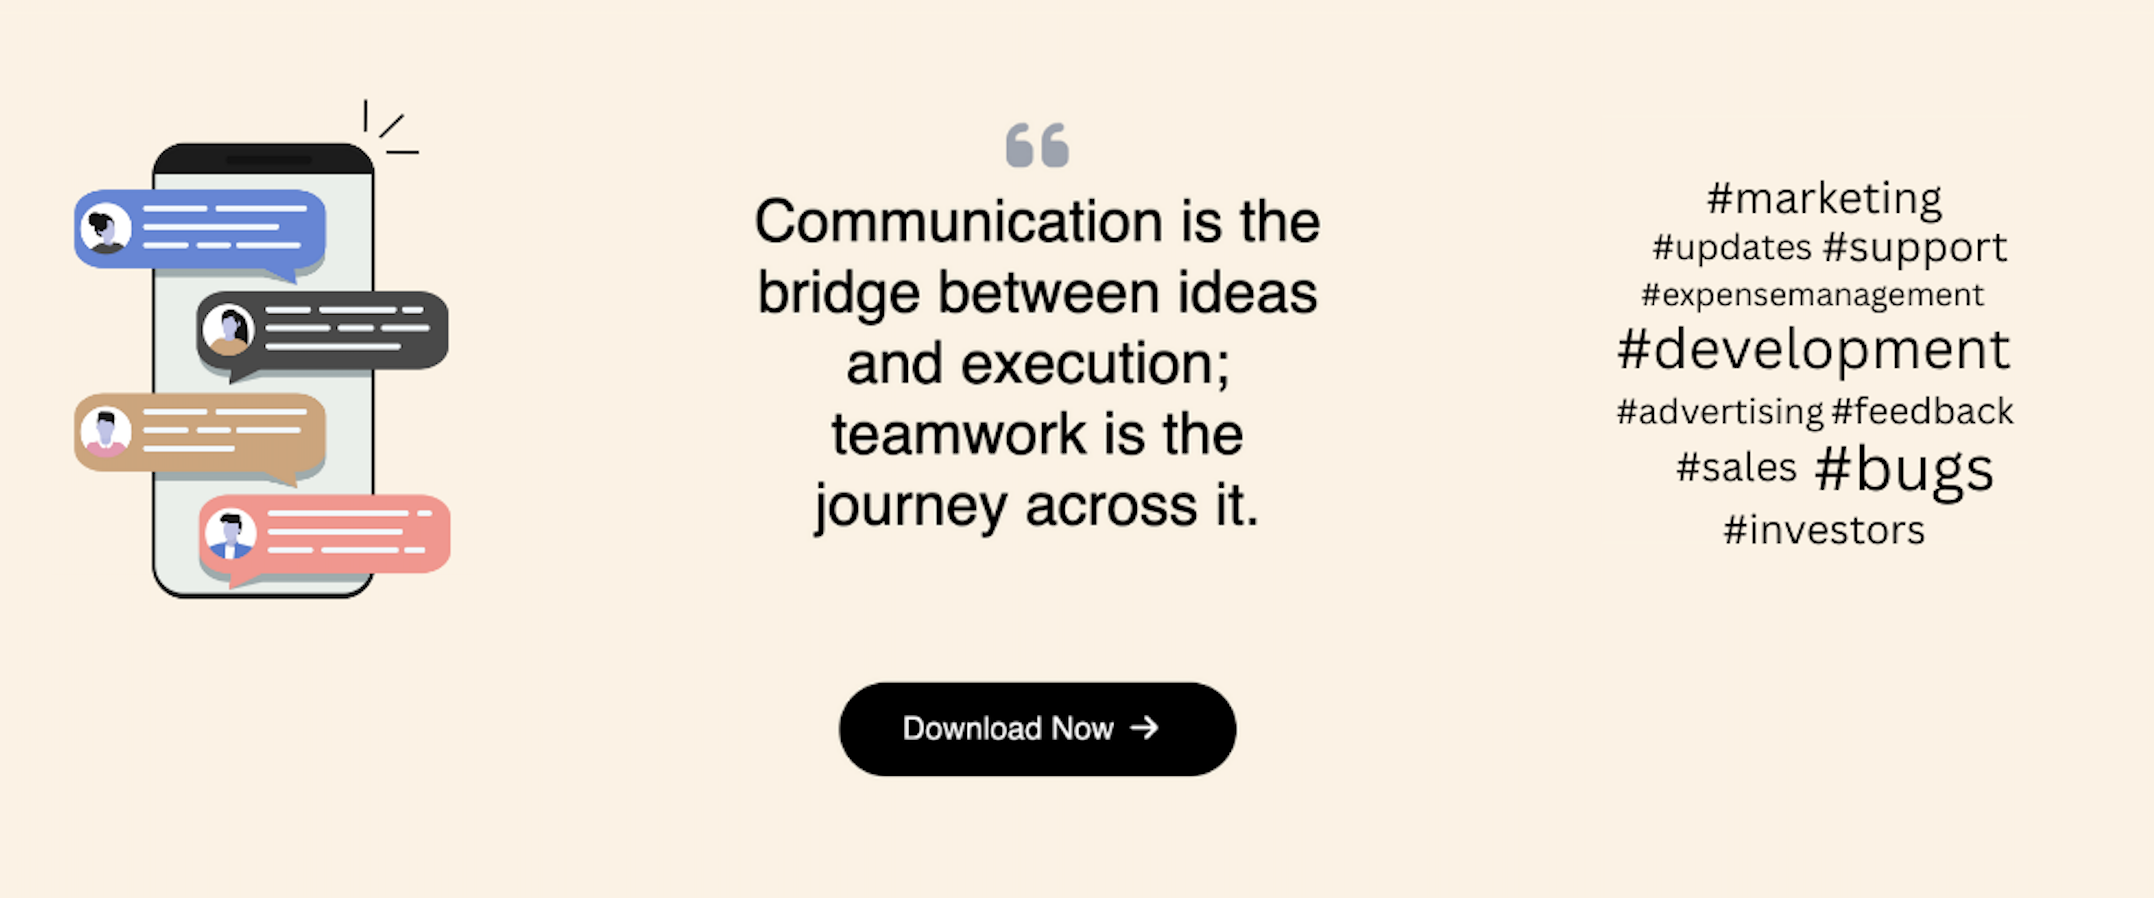 Communication is the
bridge between ideas
and execution;
teamwork is the
journey across it.
Download Now →
#marketing
#updates #support
#expensemanagement
#development
#advertising #feedback
#sales #bugs
#investors